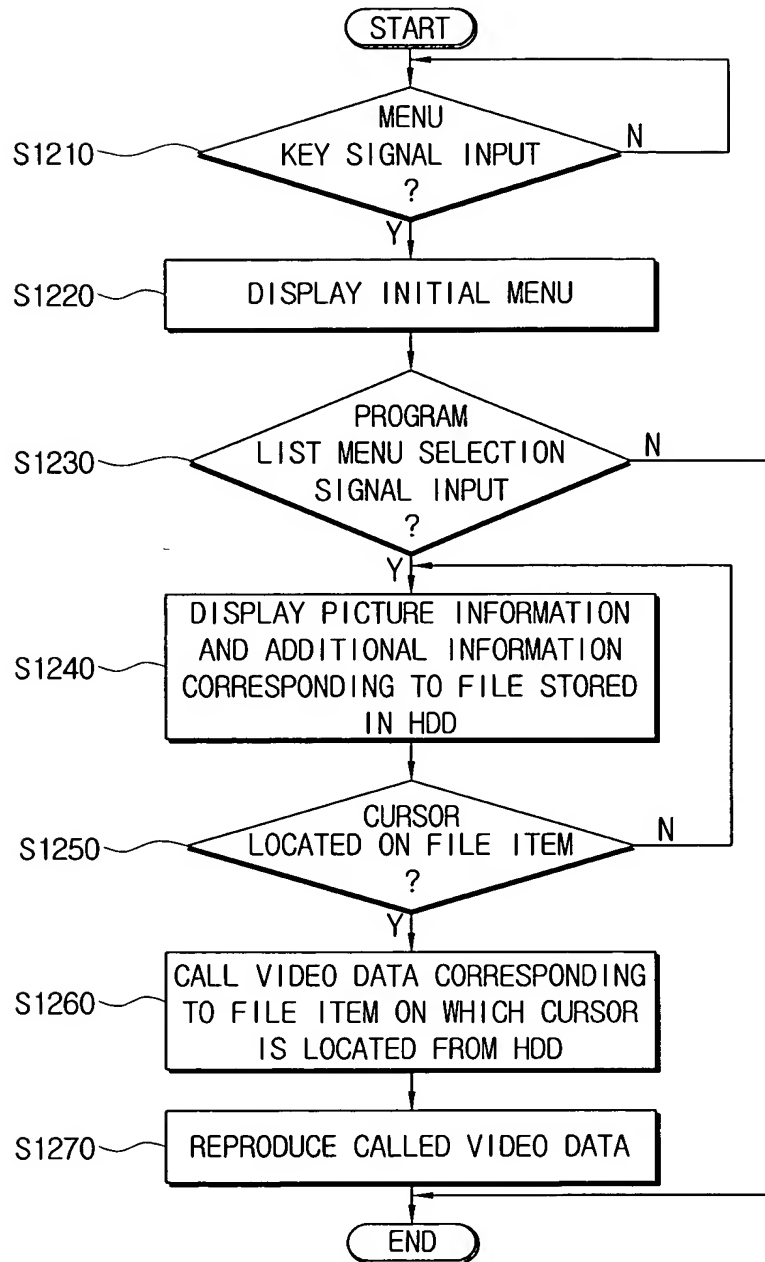 START
MENU
KEY SIGNAL INPUT
?
N
S1210
Y
S1220
DISPLAY INITIAL MENU
PROGRAM
LIST MENU SELECTION
SIGNAL INPUT
?
N
S1230
Y
DISPLAY PICTURE INFORMATION
AND ADDITIONAL INFORMATION
CORRESPONDING TO FILE STORED
IN HDD
S1240
CURSOR
LOCATED ON FILE ITEM
?
N
S1250
Y
CALL VIDEO DATA CORRESPONDING
TO FILE ITEM ON WHICH CURSOR
IS LOCATED FROM HDD
S1260
S1270
REPRODUCE CALLED VIDEO DATA
END